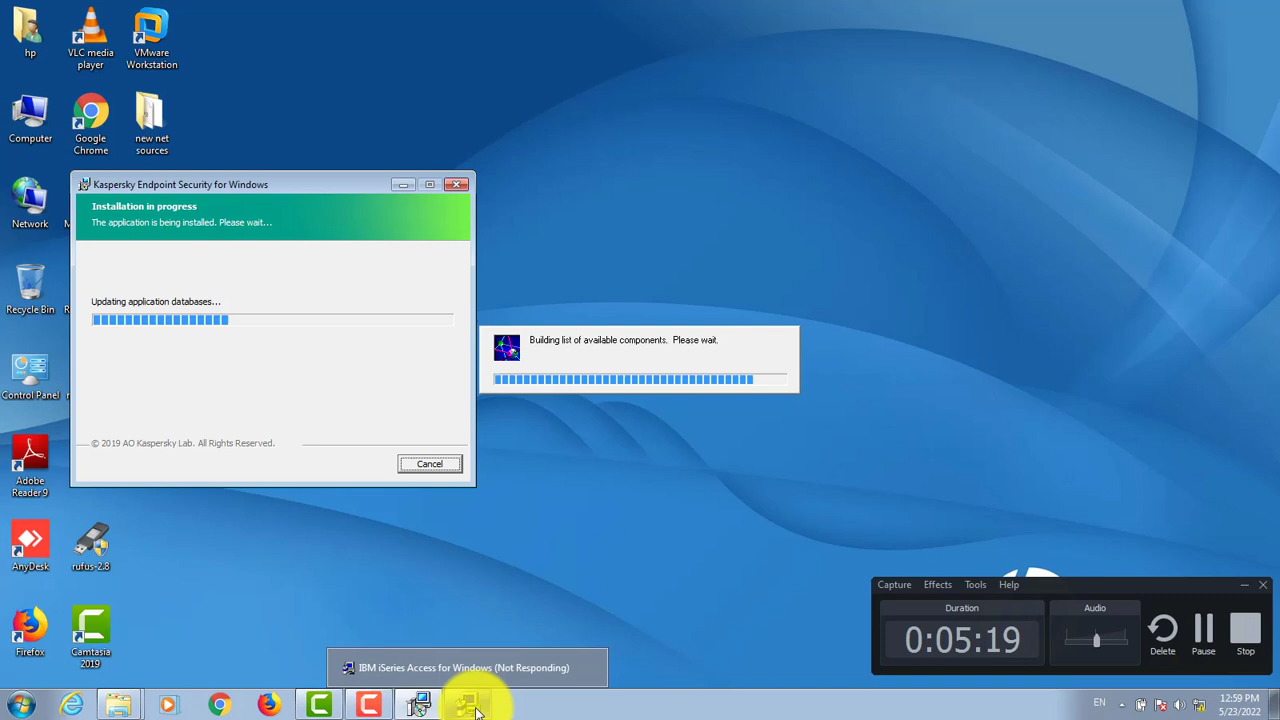 hp
VLC media
player
VMware
Workstation
Computer
Google
Chrome
new net
sources
Kaspersky Endpoint Security for Windows
Installation in progress
The application is being installed. Please wait...
Network
Updating application databases...
Recycle Bin
Building list of available components. Please wait.
Control Panel
© 2019 AO Kaspersky Lab. All Rights Reserved.
Cancel
Adobe
Reader 9
AnyDesk
rufus-2.8
Firefox
Camtasia
2019
Capture Effects Tools Help
Duration
Audio
0:05:19
Delete
Pause
Stop
IBM iSeries Access for Windows (Not Responding)
EN
12:59 PM
5/23/2022